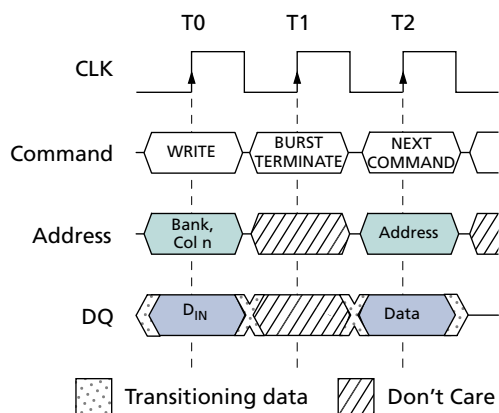 T0 T1 T2
CLK
Command WRITE BURST TERMINATE NEXT COMMAND
Address Bank, Col n Address
DQ DIN Data
Transitioning data Don't Care